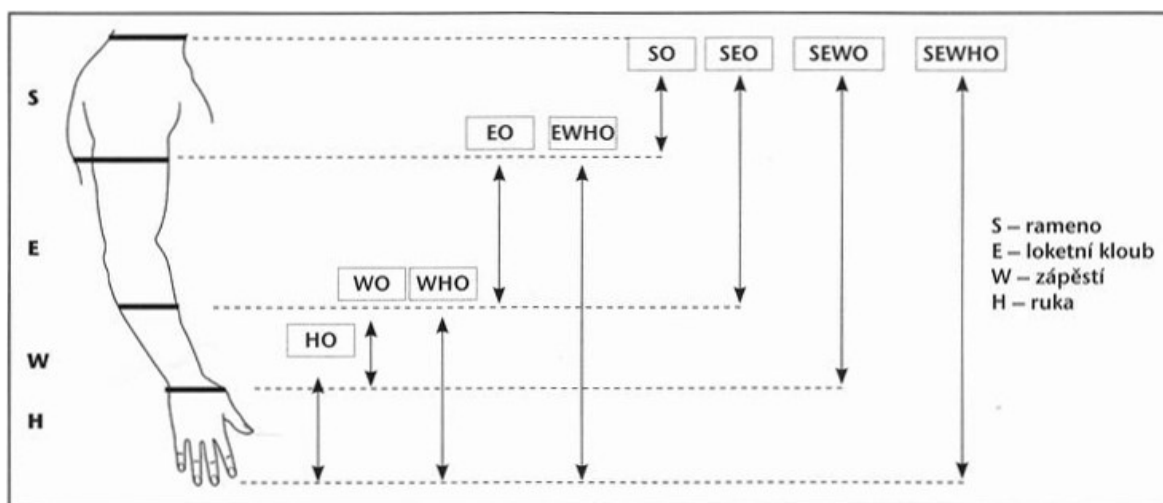 SO SEO SEWO SEWHO
S
EO EWHO
S – rameno
E – loketní kloub
W – zápěstí
H – ruka
E
WO WHO
HO
W
H